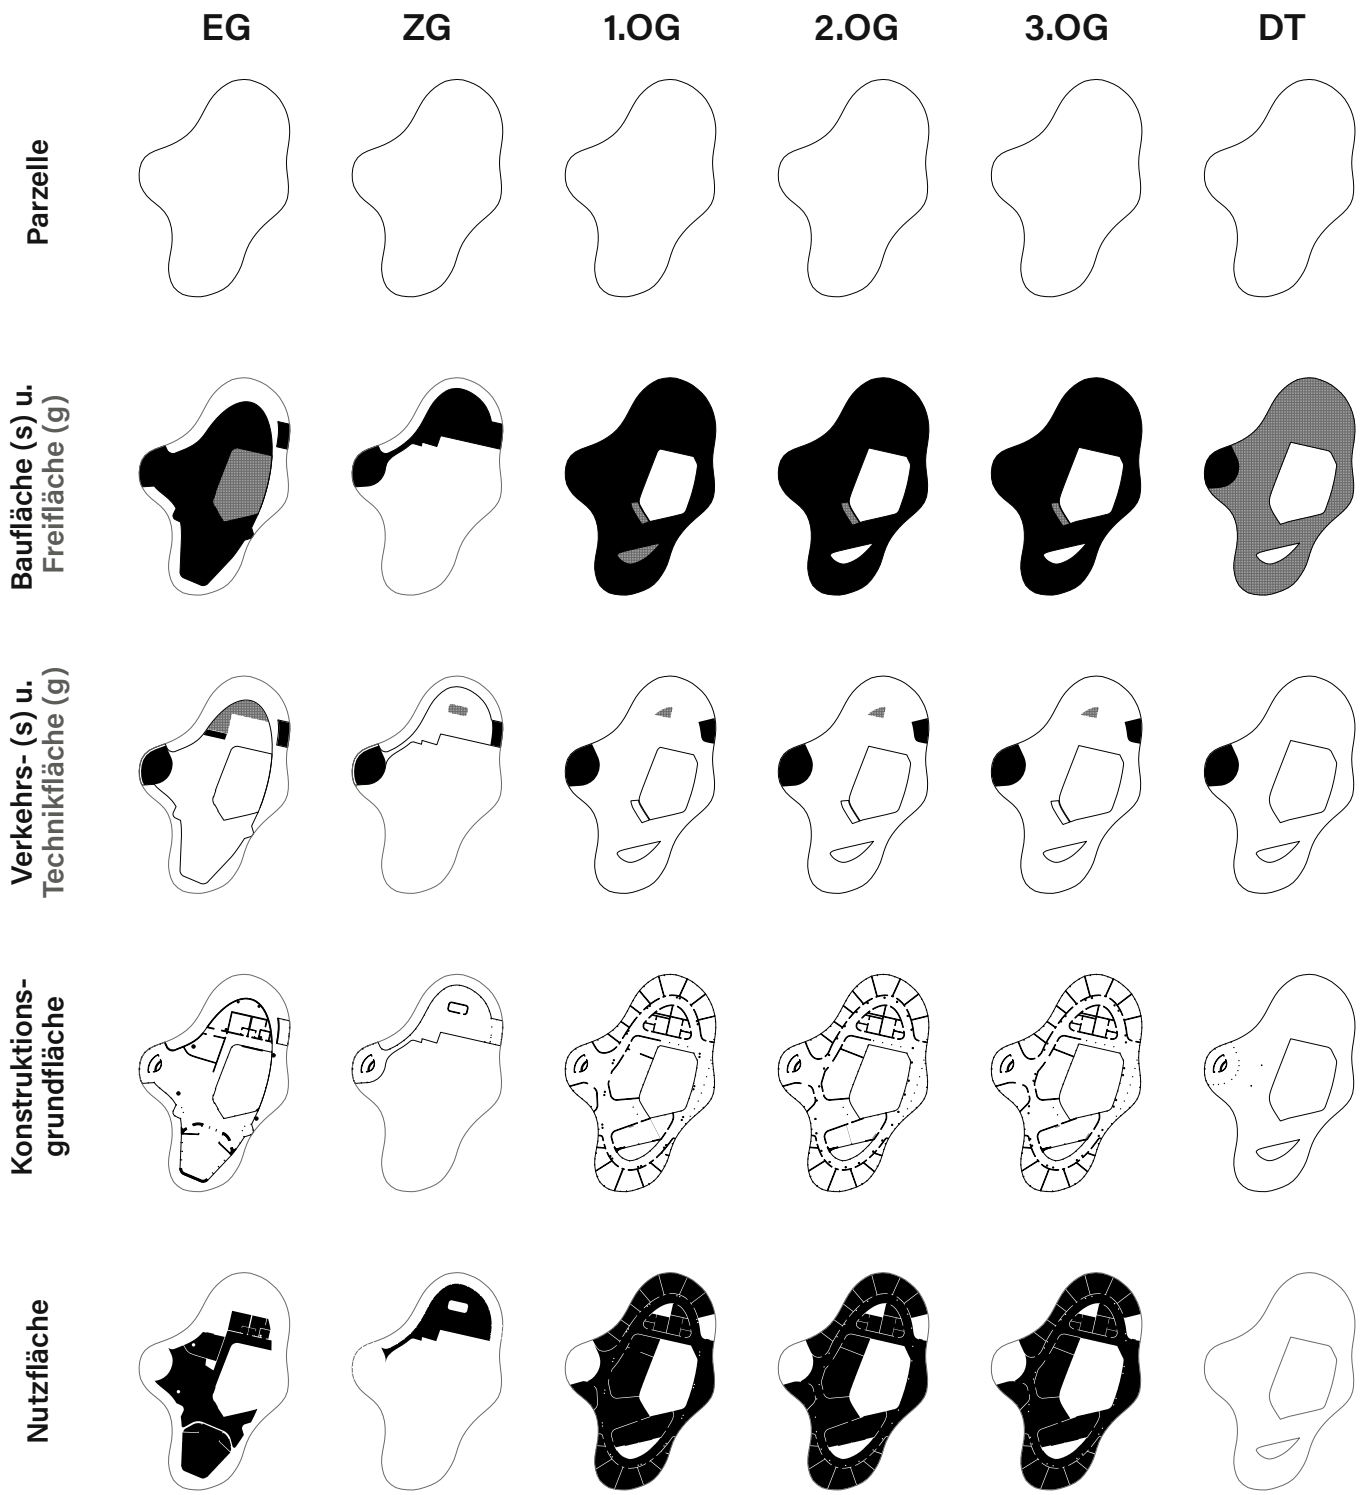 EG ZG 1.OG 2.OG 3.OG DT
Parzelle
Baufläche (s) u.
Freifläche (g)
Verkehrs- (s) u.
Technikfläche (g)
Konstruktions-
grundfläche
Nutzfläche